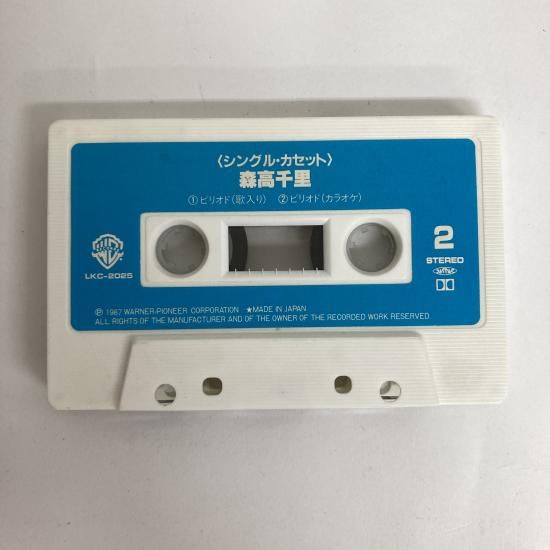 〈シングル・カセット〉
森高千里
①ピリオド(歌入り) ②ピリオド(カラオケ)
2
STEREO
LKC-2025
Ⓟ 1987 WARNER-PIONEER CORPORATION ★MADE IN JAPAN
ALL RIGHTS OF THE MANUFACTURER AND OF THE OWNER OF THE RECORDED WORK RESERVED